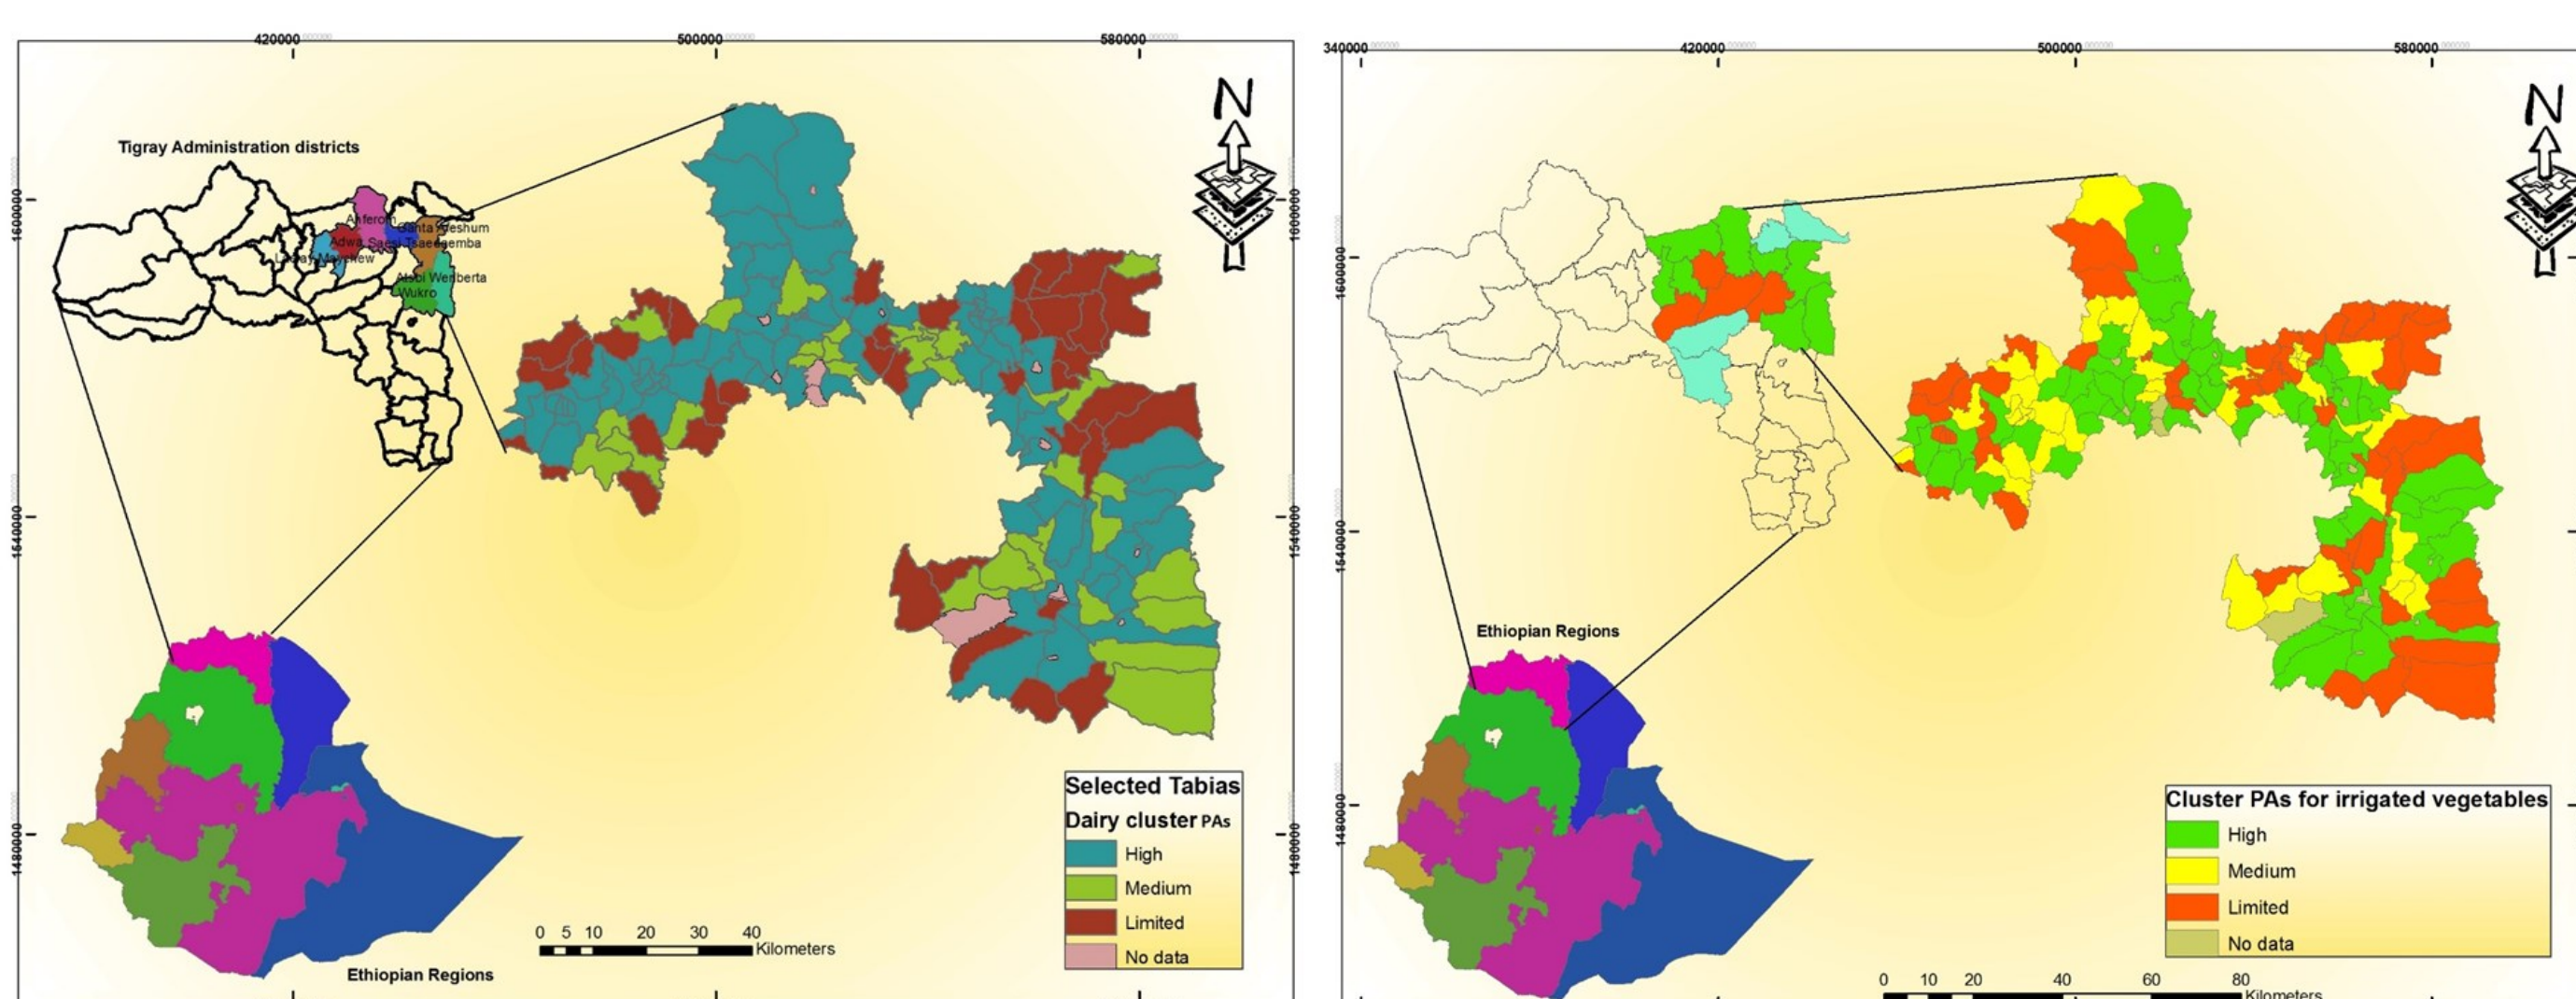 420000
500000
580000
N
Tigray Administration districts
Ahferom
Ganta Afeshum
Adwa
Saesi Tsaedaemba
Laelay Maychew
Atsbi Wenberta
Wukro
1600000
1540000
1480000
1600000
1540000
1480000
Selected Tabias
Dairy cluster PAs
High
Medium
Limited
No data
0 5 10 20 30 40
Kilometers
Ethiopian Regions
340000
420000
500000
580000
N
1600000
1540000
1480000
Ethiopian Regions
Cluster PAs for irrigated vegetables
High
Medium
Limited
No data
0 10 20 40 60 80
Kilometers